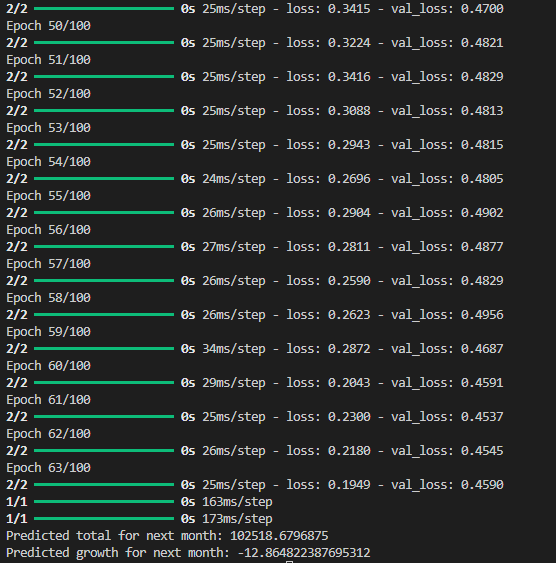 2/2 ━━━━━━━━━━━━━━━━━━━━ 0s 25ms/step - loss: 0.3415 - val_loss: 0.4700
Epoch 50/100
2/2 ━━━━━━━━━━━━━━━━━━━━ 0s 25ms/step - loss: 0.3224 - val_loss: 0.4821
Epoch 51/100
2/2 ━━━━━━━━━━━━━━━━━━━━ 0s 25ms/step - loss: 0.3416 - val_loss: 0.4829
Epoch 52/100
2/2 ━━━━━━━━━━━━━━━━━━━━ 0s 25ms/step - loss: 0.3088 - val_loss: 0.4813
Epoch 53/100
2/2 ━━━━━━━━━━━━━━━━━━━━ 0s 25ms/step - loss: 0.2943 - val_loss: 0.4815
Epoch 54/100
2/2 ━━━━━━━━━━━━━━━━━━━━ 0s 24ms/step - loss: 0.2696 - val_loss: 0.4805
Epoch 55/100
2/2 ━━━━━━━━━━━━━━━━━━━━ 0s 26ms/step - loss: 0.2904 - val_loss: 0.4902
Epoch 56/100
2/2 ━━━━━━━━━━━━━━━━━━━━ 0s 27ms/step - loss: 0.2811 - val_loss: 0.4877
Epoch 57/100
2/2 ━━━━━━━━━━━━━━━━━━━━ 0s 26ms/step - loss: 0.2590 - val_loss: 0.4829
Epoch 58/100
2/2 ━━━━━━━━━━━━━━━━━━━━ 0s 26ms/step - loss: 0.2623 - val_loss: 0.4956
Epoch 59/100
2/2 ━━━━━━━━━━━━━━━━━━━━ 0s 34ms/step - loss: 0.2872 - val_loss: 0.4687
Epoch 60/100
2/2 ━━━━━━━━━━━━━━━━━━━━ 0s 29ms/step - loss: 0.2043 - val_loss: 0.4591
Epoch 61/100
2/2 ━━━━━━━━━━━━━━━━━━━━ 0s 25ms/step - loss: 0.2300 - val_loss: 0.4537
Epoch 62/100
2/2 ━━━━━━━━━━━━━━━━━━━━ 0s 26ms/step - loss: 0.2180 - val_loss: 0.4545
Epoch 63/100
2/2 ━━━━━━━━━━━━━━━━━━━━ 0s 25ms/step - loss: 0.1949 - val_loss: 0.4590
1/1 ━━━━━━━━━━━━━━━━━━━━ 0s 163ms/step
1/1 ━━━━━━━━━━━━━━━━━━━━ 0s 173ms/step
Predicted total for next month: 102518.6796875
Predicted growth for next month: -12.864822387695312